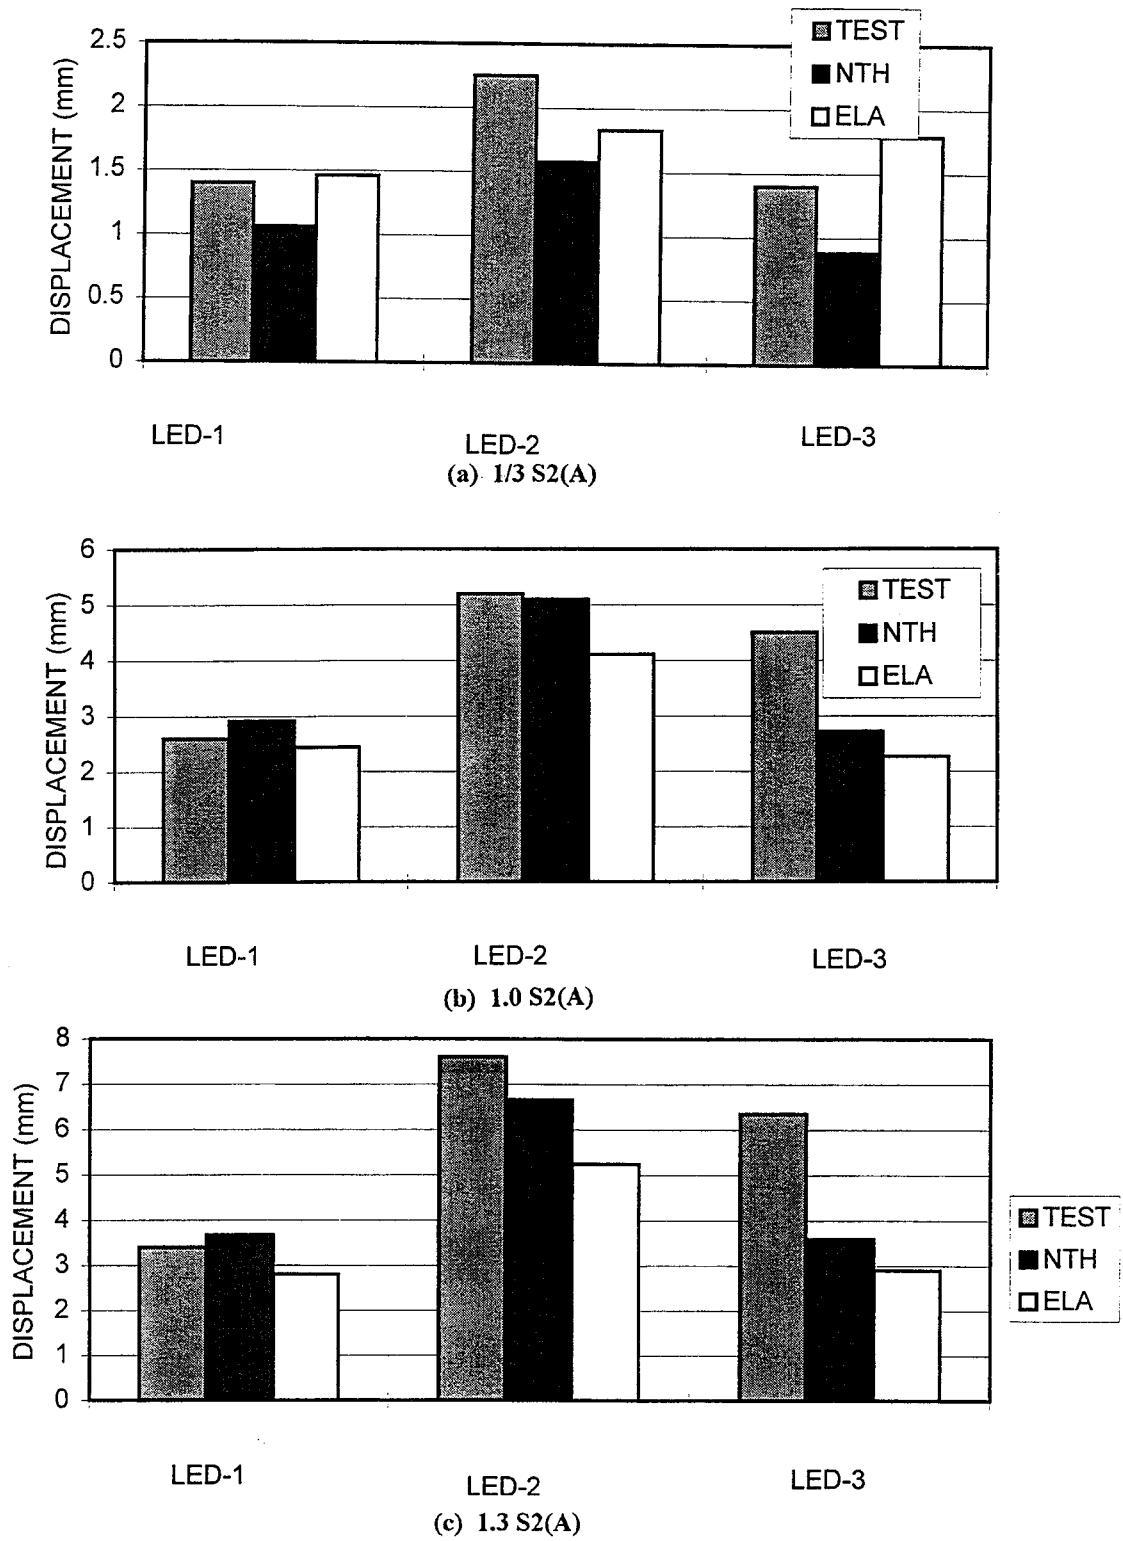 TEST
NTH
ELA
DISPLACEMENT (mm)
2.5
2
1.5
1
0.5
0
LED-1
LED-2
LED-3
(a) 1/3 S2(A)
DISPLACEMENT (mm)
6
5
4
3
2
1
0
TEST
NTH
ELA
LED-1
LED-2
LED-3
(b) 1.0 S2(A)
DISPLACEMENT (mm)
8
7
6
5
4
3
2
1
0
TEST
NTH
ELA
LED-1
LED-2
LED-3
(c) 1.3 S2(A)